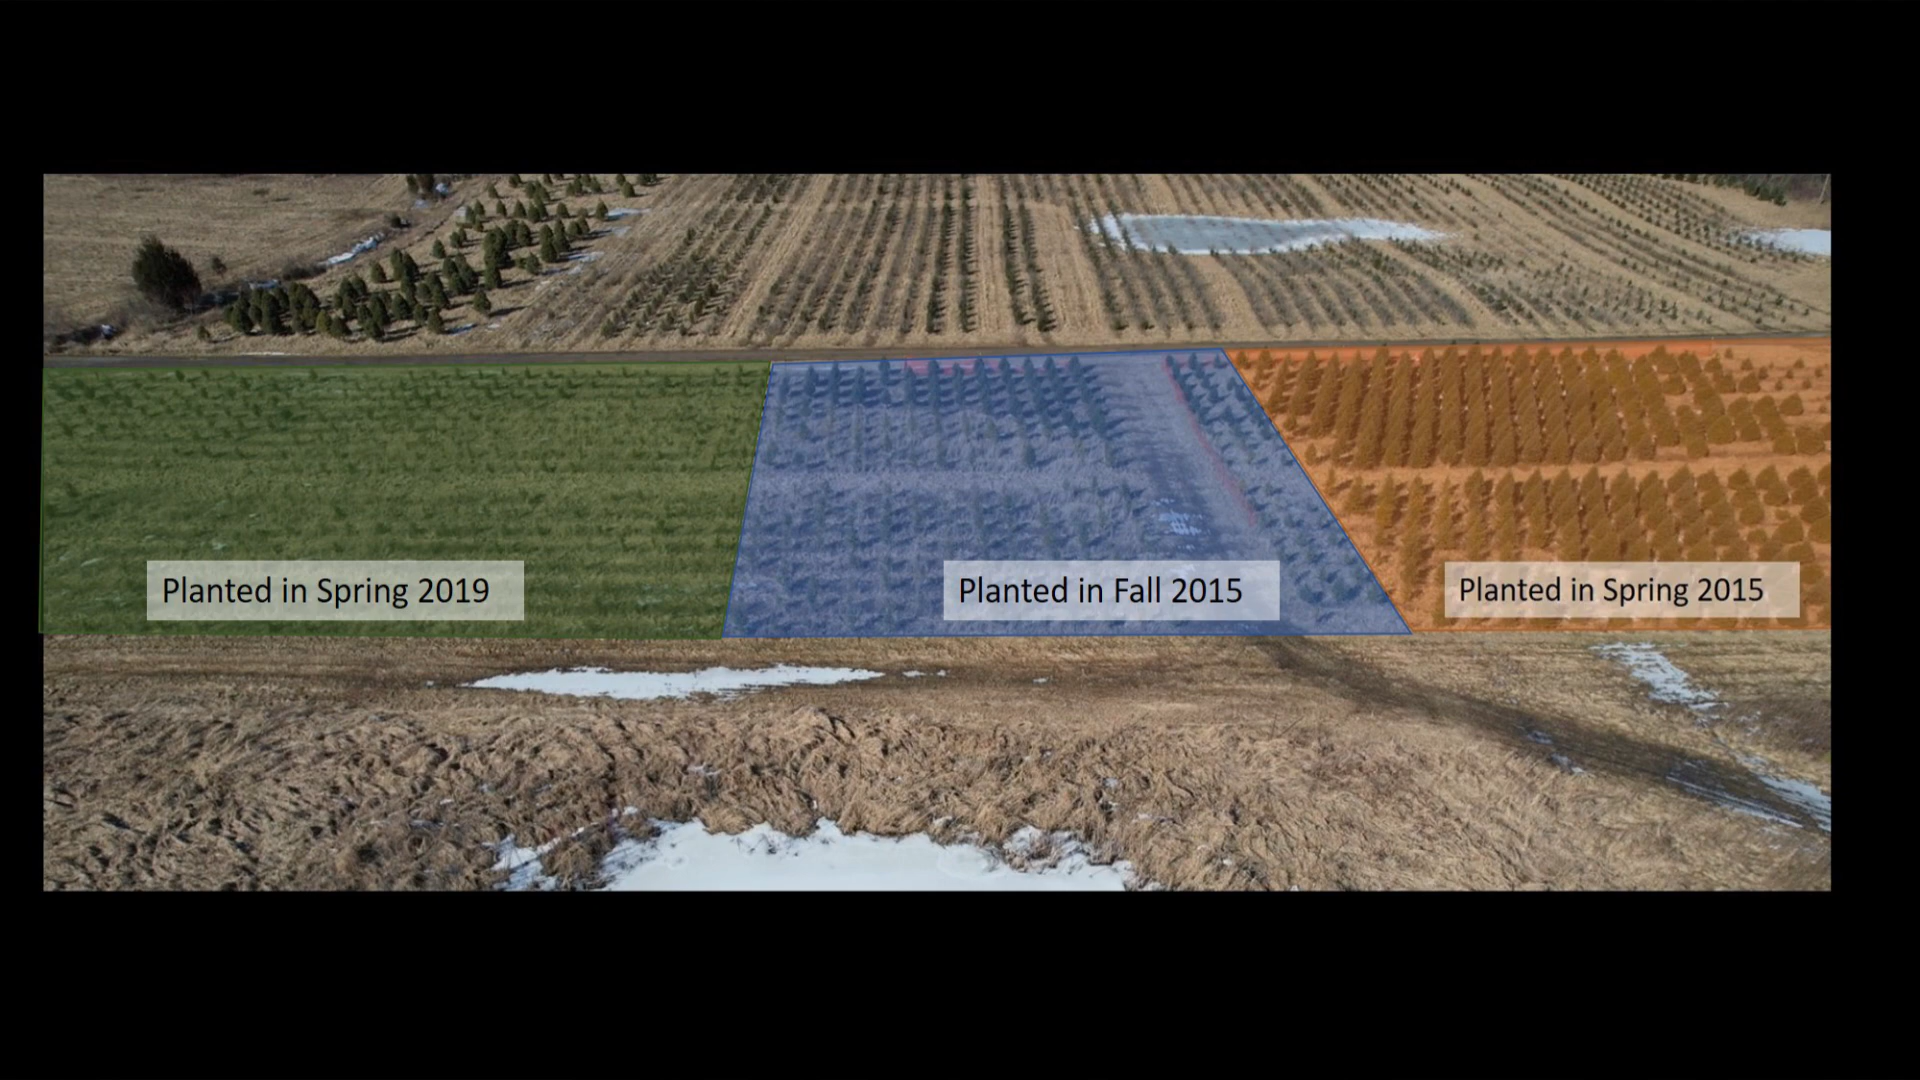 Planted in Spring 2019
Planted in Fall 2015
Planted in Spring 2015